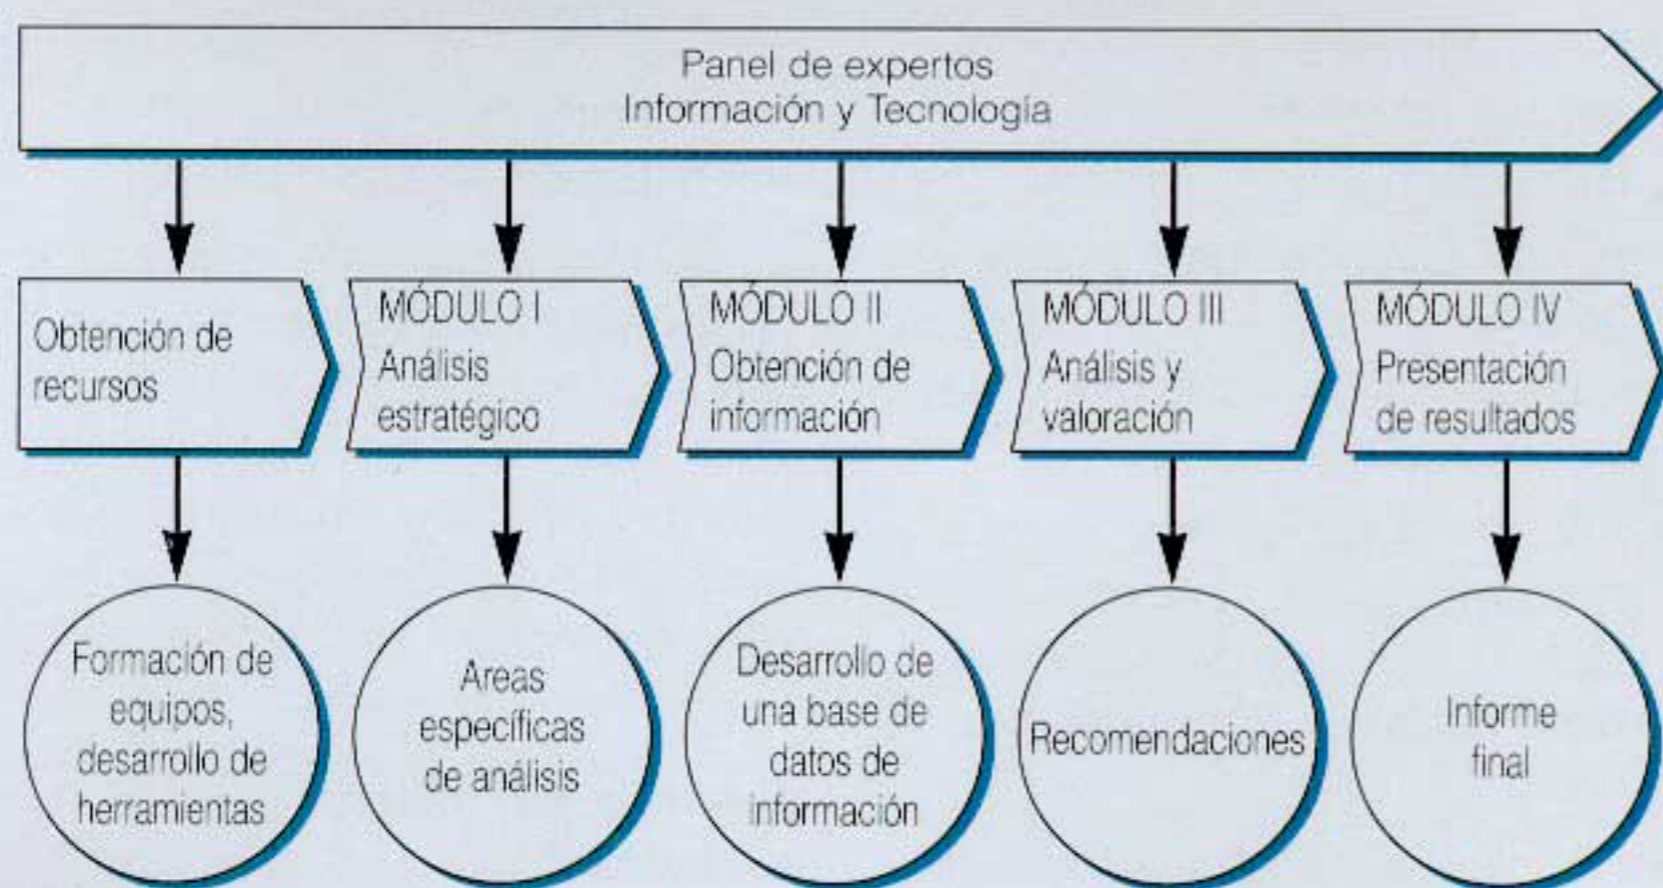 Panel de expertos
Información y Tecnología
Obtención de
recursos
MÓDULO I
Análisis
estratégico
MÓDULO II
Obtención de
información
MÓDULO III
Análisis y
valoración
MÓDULO IV
Presentación
de resultados
Formación de
equipos,
desarrollo de
herramientas
Areas
específicas
de análisis
Desarrollo de
una base de
datos de
información
Recomendaciones
Informe
final